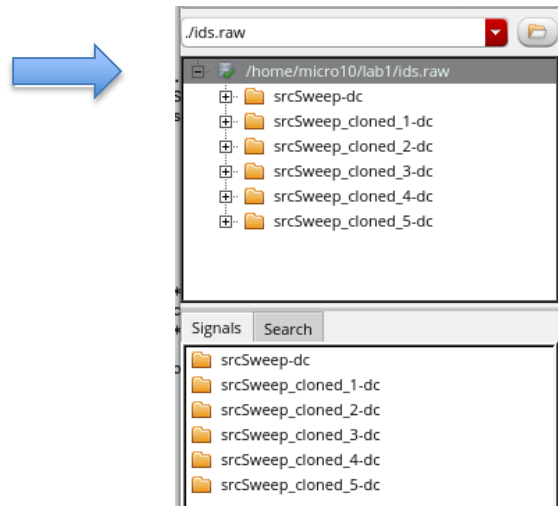 ./ids.raw
/home/micro10/lab1/ids.raw
srcSweep-dc
srcSweep_cloned_1-dc
srcSweep_cloned_2-dc
srcSweep_cloned_3-dc
srcSweep_cloned_4-dc
srcSweep_cloned_5-dc
Signals Search
srcSweep-dc
srcSweep_cloned_1-dc
srcSweep_cloned_2-dc
srcSweep_cloned_3-dc
srcSweep_cloned_4-dc
srcSweep_cloned_5-dc